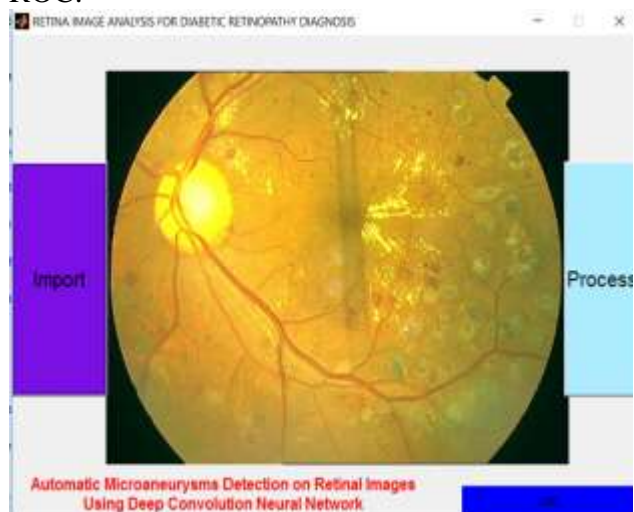 ROC.
RETINA IMAGE ANALYSIS FOR DIABETIC RETINOPATHY DIAGNOSIS
Import
Process
Automatic Microaneurysms Detection on Retinal Images
Using Deep Convolution Neural Network